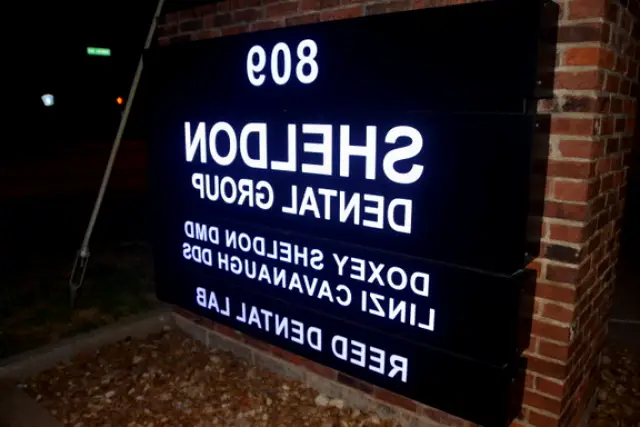 809
SHELDON
DENTAL GROUP
DOXEY SHELDON DMD
LINZI CAVANAUGH DDS
REED DENTAL LAB